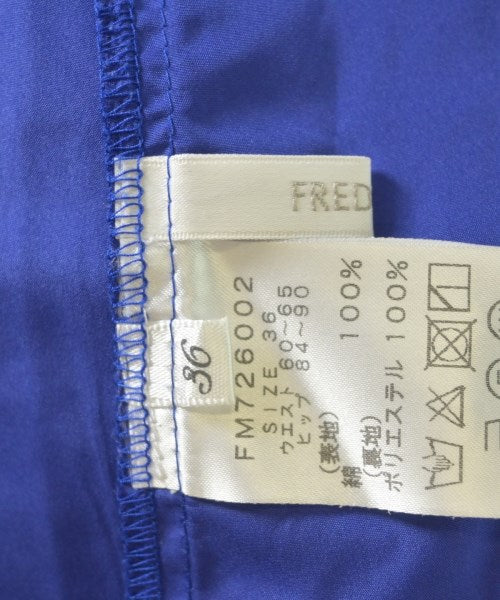 FRED
36
FM726002
SIZE 36
ウエスト 60～65
ヒップ 84～90
(表地)
綿 100%
(裏地)
ポリエステル 100%